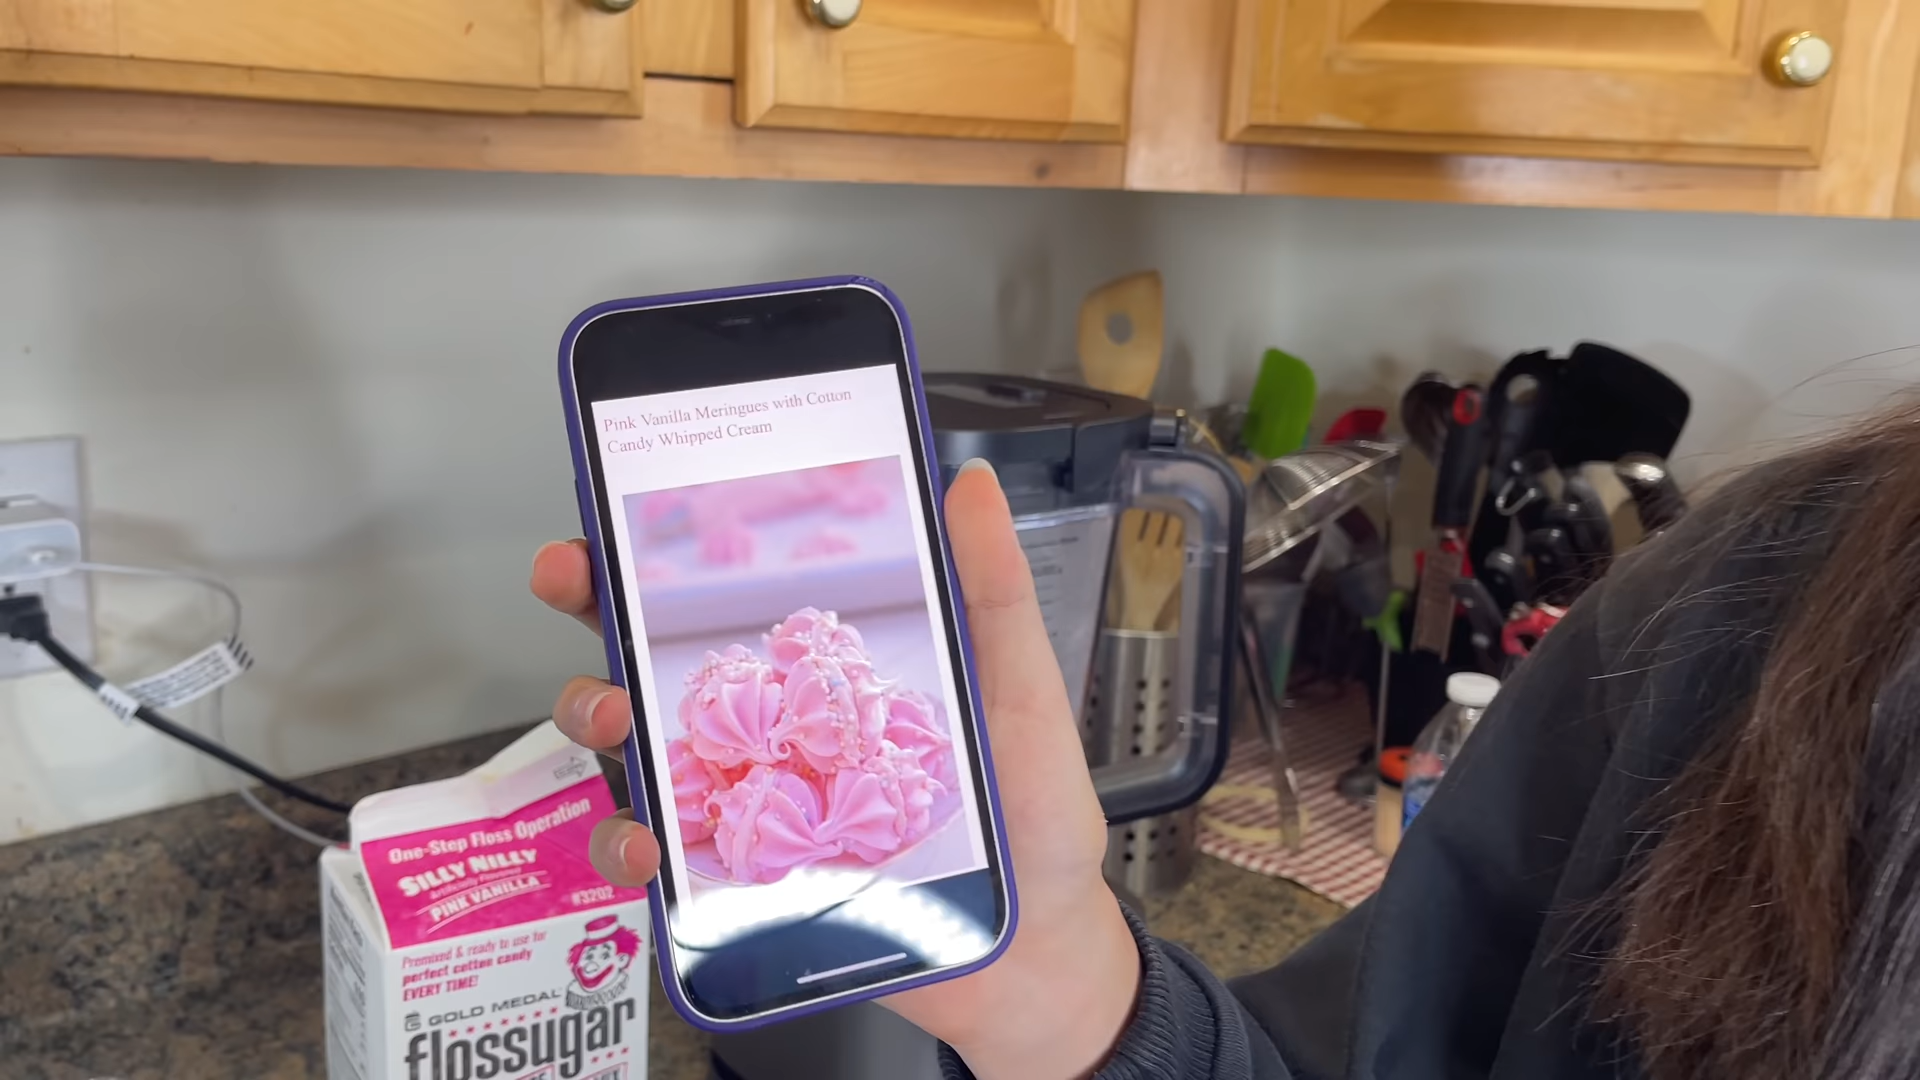 Pink Vanilla Meringues with Cotton
Candy Whipped Cream
One-Step Floss Operation
SILLY NILLY
Artificially Flavored
PINK VANILLA
#3202
Premixed & ready to use for
perfect cotton candy
EVERY TIME!
GOLD MEDAL
flossugar